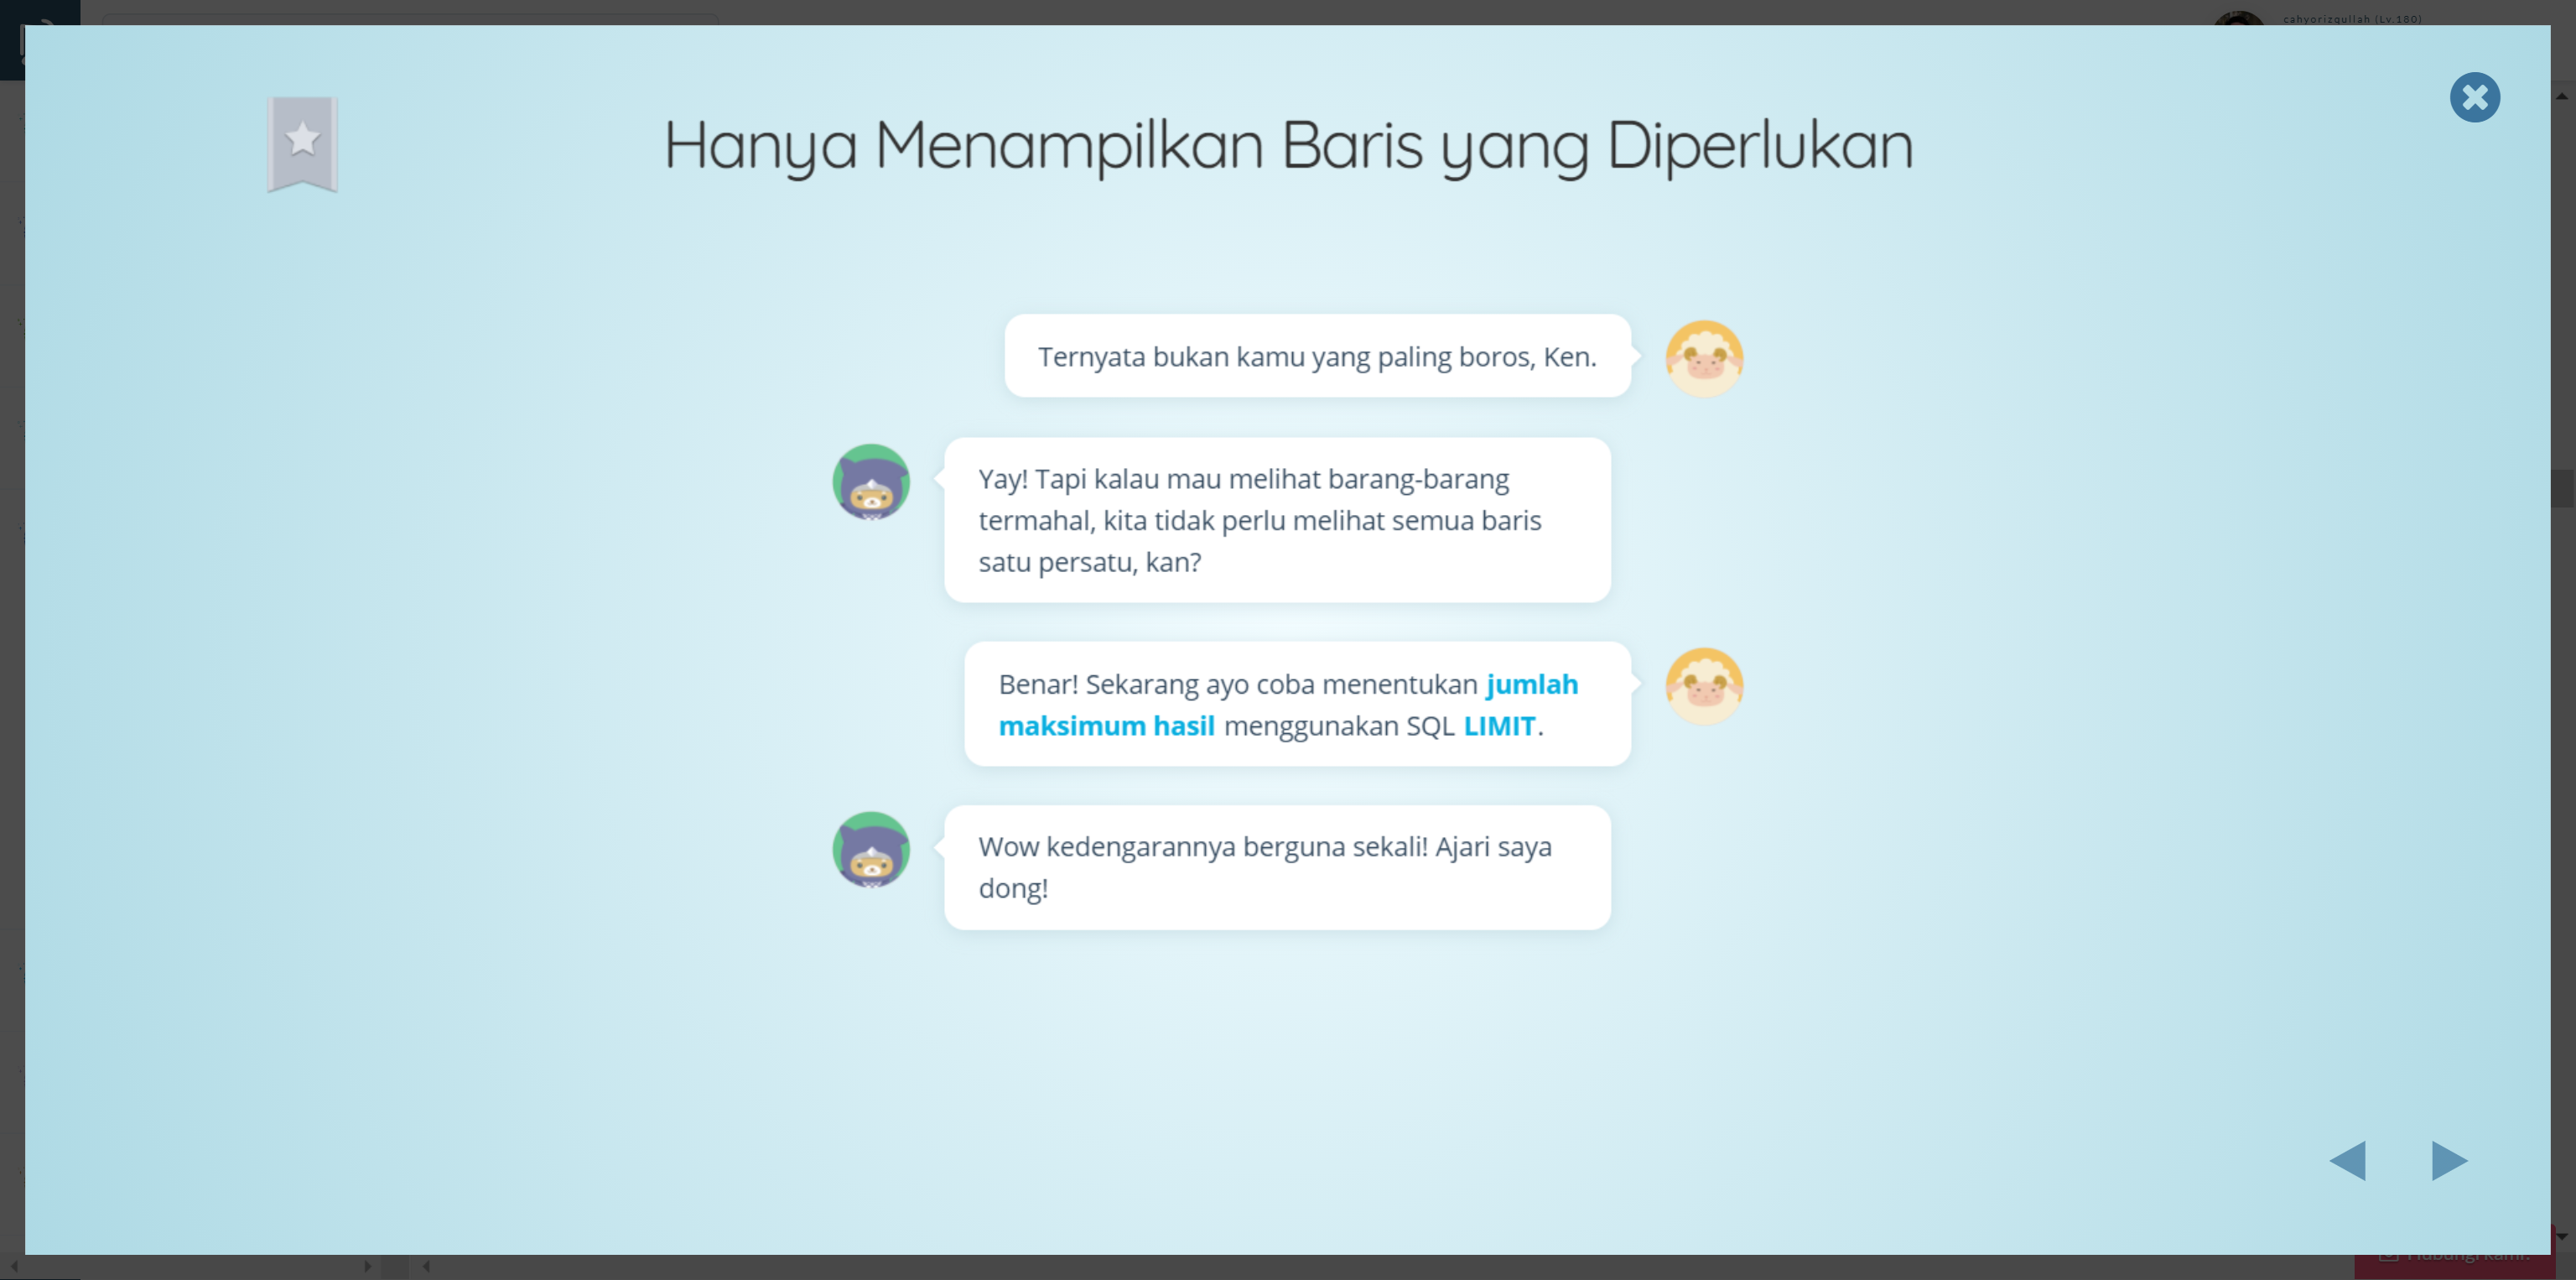 cahyorizqullah (Lv.180)
Hanya Menampilkan Baris yang Diperlukan
Ternyata bukan kamu yang paling boros, Ken.
Yay! Tapi kalau mau melihat barang-barang
termahal, kita tidak perlu melihat semua baris
satu persatu, kan?
Benar! Sekarang ayo coba menentukan jumlah
maksimum hasil menggunakan SQL LIMIT.
Wow kedengarannya berguna sekali! Ajari saya
dong!